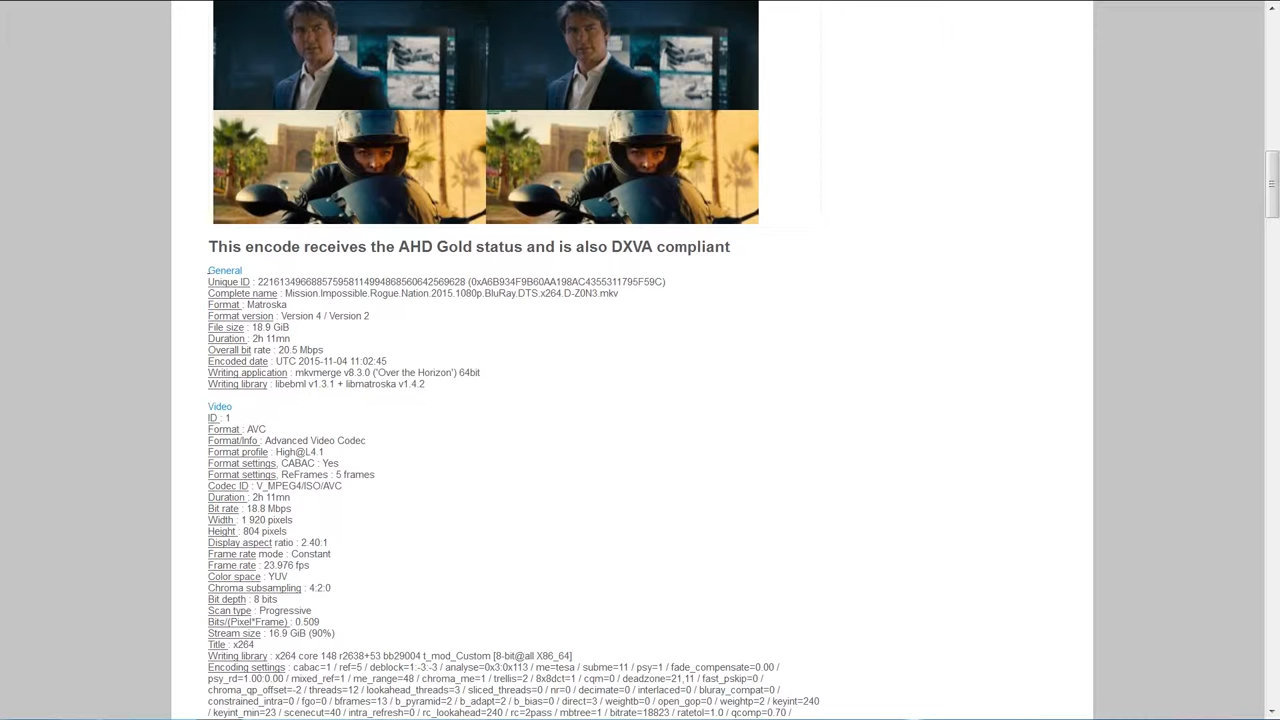 This encode receives the AHD Gold status and is also DXVA compliant
General
Unique ID : 221613496688575958114994868560642569628 (0xA6B934F9B60AA198AC4355311795F59C)
Complete name : Mission.Impossible.Rogue.Nation.2015.1080p.BluRay.DTS.x264.D-Z0N3.mkv
Format : Matroska
Format version : Version 4 / Version 2
File size : 18.9 GiB
Duration : 2h 11mn
Overall bit rate : 20.5 Mbps
Encoded date : UTC 2015-11-04 11:02:45
Writing application : mkvmerge v8.3.0 ('Over the Horizon') 64bit
Writing library : libebml v1.3.1 + libmatroska v1.4.2
Video
ID : 1
Format : AVC
Format/Info : Advanced Video Codec
Format profile : High@L4.1
Format settings, CABAC : Yes
Format settings, ReFrames : 5 frames
Codec ID : V_MPEG4/ISO/AVC
Duration : 2h 11mn
Bit rate : 18.8 Mbps
Width : 1 920 pixels
Height : 804 pixels
Display aspect ratio : 2.40:1
Frame rate mode : Constant
Frame rate : 23.976 fps
Color space : YUV
Chroma subsampling : 4:2:0
Bit depth : 8 bits
Scan type : Progressive
Bits/(Pixel*Frame) : 0.509
Stream size : 16.9 GiB (90%)
Title : x264
Writing library : x264 core 148 r2638+53 bb29004 t_mod_Custom [8-bit@all X86_64]
Encoding settings : cabac=1 / ref=5 / deblock=1:-3:-3 / analyse=0x3:0x113 / me=tesa / subme=11 / psy=1 / fade_compensate=0.00 /
psy_rd=1.00:0.00 / mixed_ref=1 / me_range=48 / chroma_me=1 / trellis=2 / 8x8dct=1 / cqm=0 / deadzone=21,11 / fast_pskip=0 /
chroma_qp_offset=-2 / threads=12 / lookahead_threads=3 / sliced_threads=0 / nr=0 / decimate=0 / interlaced=0 / bluray_compat=0 /
constrained_intra=0 / fgo=0 / bframes=13 / b_pyramid=2 / b_adapt=2 / b_bias=0 / direct=3 / weightb=0 / open_gop=0 / weightp=2 / keyint=240
/ keyint_min=23 / scenecut=40 / intra_refresh=0 / rc_lookahead=240 / rc=2pass / mbtree=1 / bitrate=18823 / ratetol=1.0 / qcomp=0.70 /